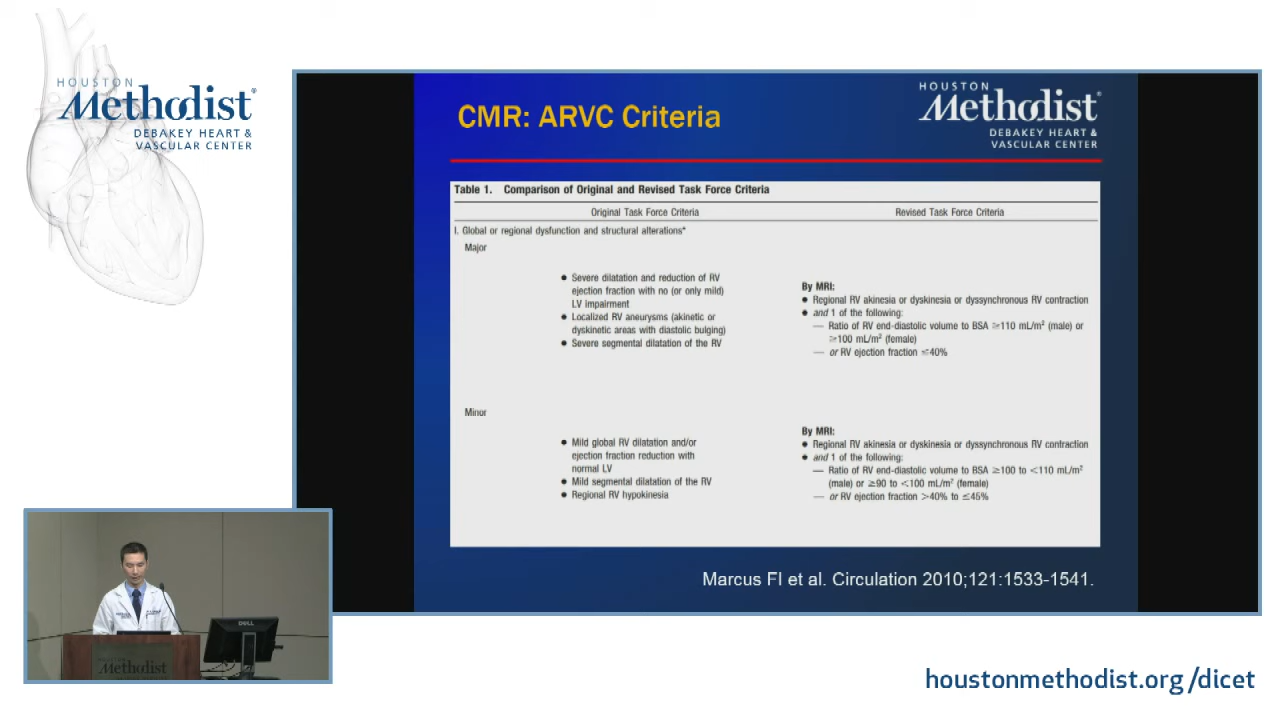 HOUSTON
Methodist®
DEBAKEY HEART &
VASCULAR CENTER
CMR: ARVC Criteria
HOUSTON
Methodist®
DEBAKEY HEART &
VASCULAR CENTER
Table 1. Comparison of Original and Revised Task Force Criteria
Original Task Force Criteria
Revised Task Force Criteria
I. Global or regional dysfunction and structural alterations*
Major
● Severe dilatation and reduction of RV
ejection fraction with no (or only mild)
LV impairment
● Localized RV aneurysms (akinetic or
dyskinetic areas with diastolic bulging)
● Severe segmental dilatation of the RV
By MRI:
● Regional RV akinesia or dyskinesia or dyssynchronous RV contraction
● and 1 of the following:
— Ratio of RV end-diastolic volume to BSA ≥110 mL/m² (male) or
≥100 mL/m² (female)
— or RV ejection fraction ≤40%
Minor
● Mild global RV dilatation and/or
ejection fraction reduction with
normal LV
● Mild segmental dilatation of the RV
● Regional RV hypokinesia
By MRI:
● Regional RV akinesia or dyskinesia or dyssynchronous RV contraction
● and 1 of the following:
— Ratio of RV end-diastolic volume to BSA ≥100 to <110 mL/m²
(male) or ≥90 to <100 mL/m² (female)
— or RV ejection fraction >40% to ≤45%
Marcus FI et al. Circulation 2010;121:1533-1541.
DELL
HOUSTON
Methodist
houstonmethodist.org/dicet